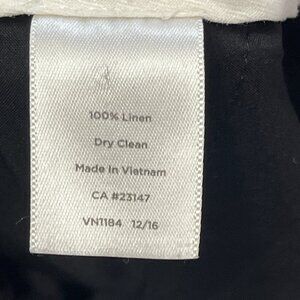 100% Linen
Dry Clean
Made In Vietnam
CA #23147
VN1184 12/16